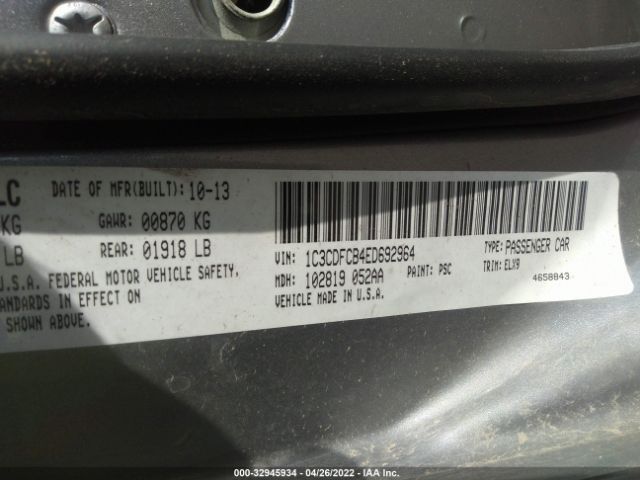 LC DATE OF MFR(BUILT): 10-13
KG GAWR: 00870 KG
LB REAR: 01918 LB
U.S.A. FEDERAL MOTOR VEHICLE SAFETY,
STANDARDS IN EFFECT ON
SHOWN ABOVE.
VIN: 1C3CDFCB4ED692964 TYPE: PASSENGER CAR
MDH: 102819 052AA PAINT: PSC TRIM: ELX9
VEHICLE MADE IN U.S.A. 4658843
000-32945934 - 04/26/2022 - IAA Inc.